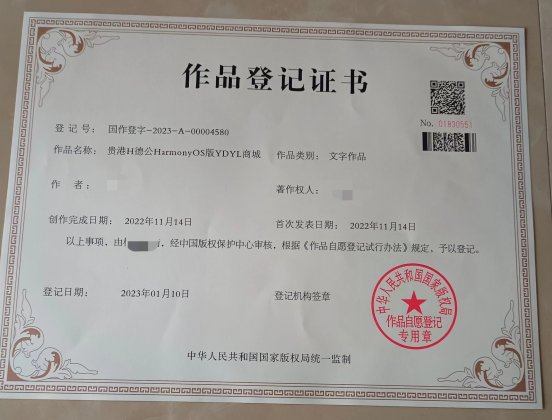 作品登记证书
No. 01830551
登 记 号： 国作登字-2023-A-00004580
作品名称： 贵港H德公HarmonyOS版YDYL商城 作品类别： 文字作品
作 者： 著作权人：
创作完成日期： 2022年11月14日 首次发表日期： 2022年11月14日
以上事项，由 ，经中国版权保护中心审核，根据《作品自愿登记试行办法》规定，予以登记。
登记日期： 2023年01月10日 登记机构签章
中华人民共和国国家版权局
作品自愿登记
专用章
中华人民共和国国家版权局统一监制